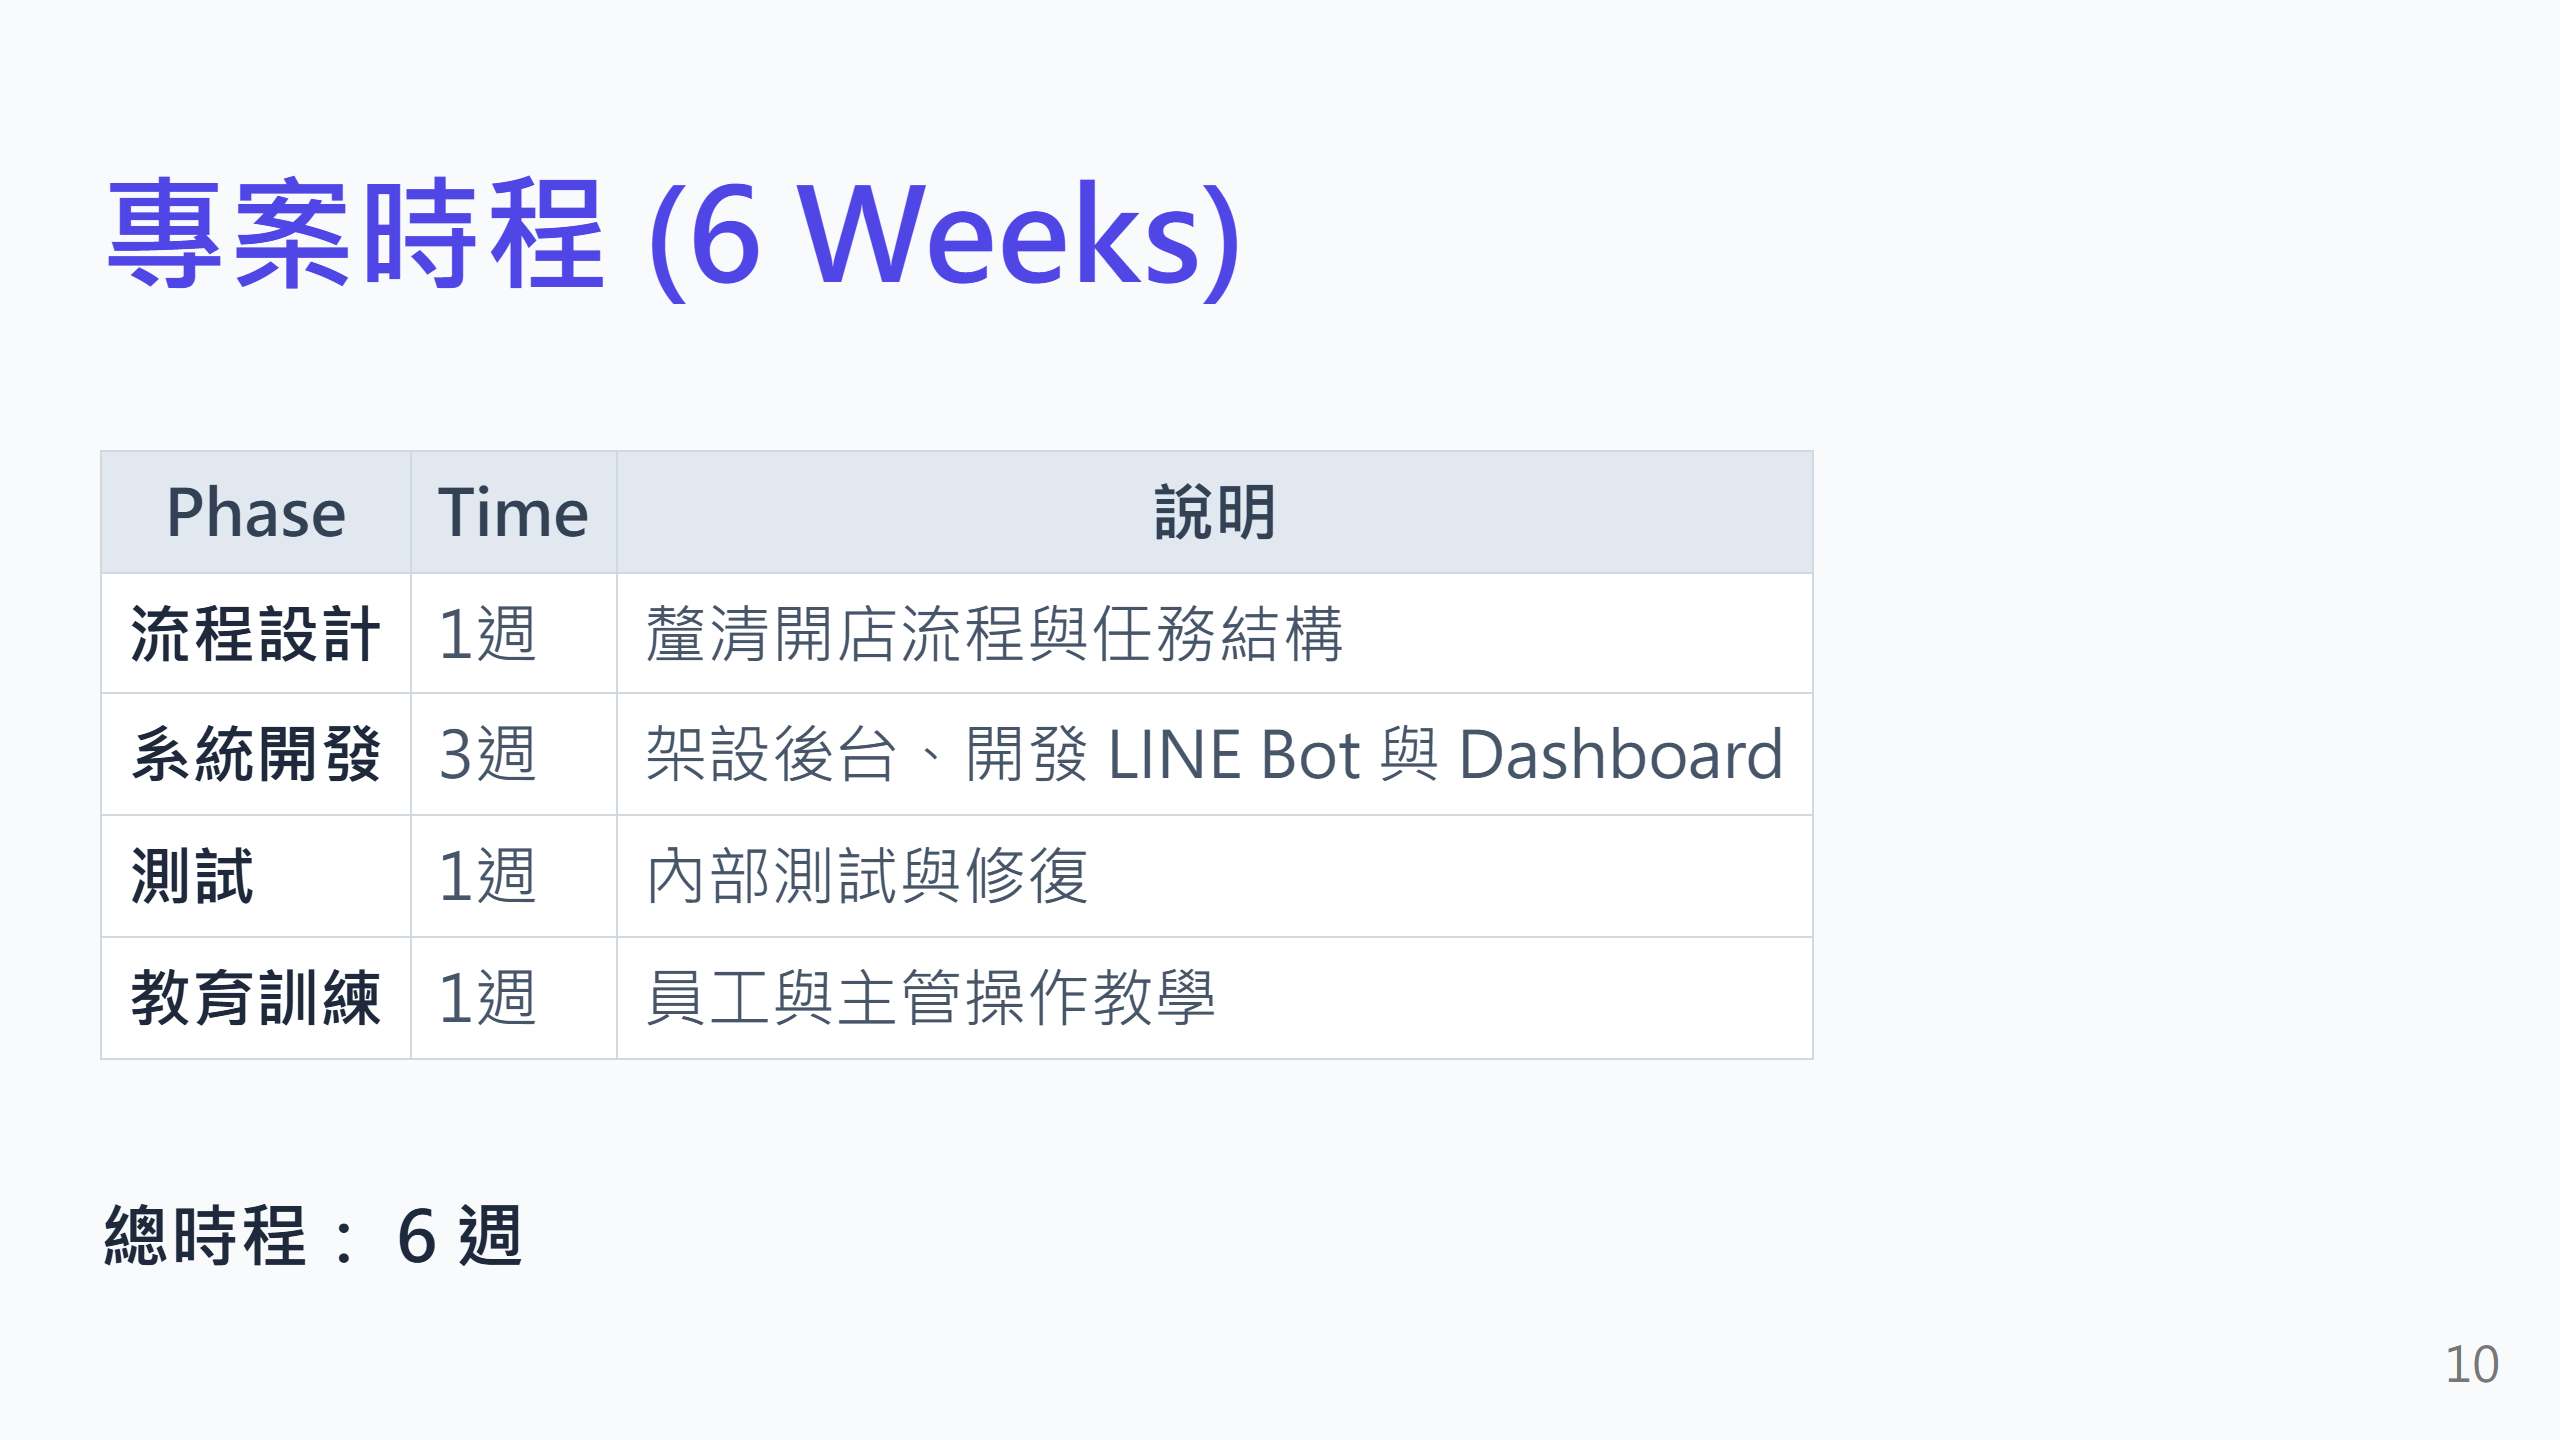 專案時程 (6 Weeks)
Phase Time 說明
流程設計 1週 釐清開店流程與任務結構
系統開發 3週 架設後台、開發 LINE Bot 與 Dashboard
測試 1週 內部測試與修復
教育訓練 1週 員工與主管操作教學
總時程： 6 週
10